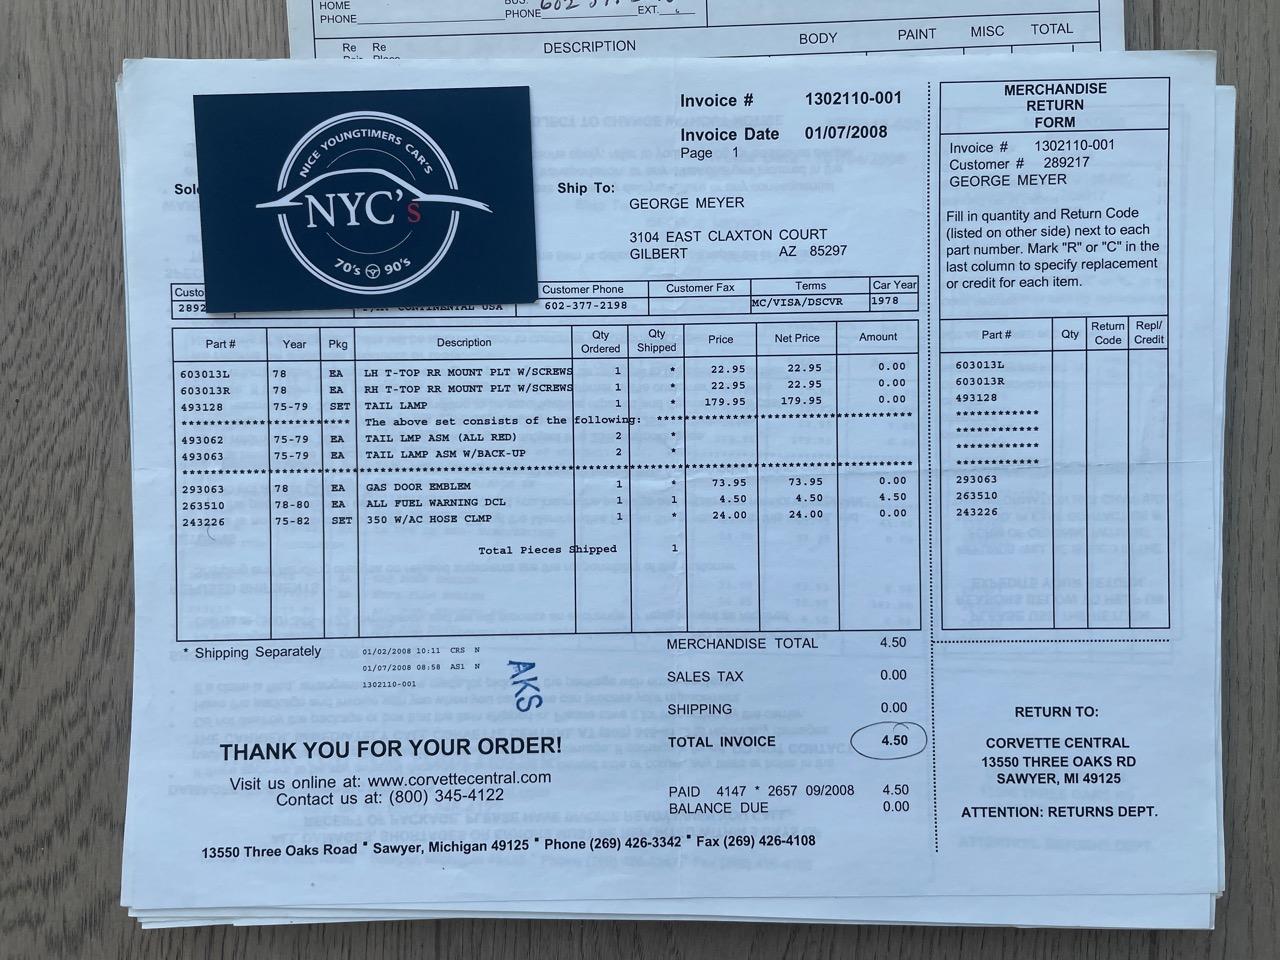 HOME
PHONE
BUS.
PHONE
EXT.
Re Re
DESCRIPTION BODY PAINT MISC TOTAL
NICE YOUNGTIMERS CAR'S
NYC's
70's 90's
Invoice # 1302110-001
Invoice Date 01/07/2008
Page 1
Ship To:
GEORGE MEYER
3104 EAST CLAXTON COURT
GILBERT AZ 85297
Customer Phone Customer Fax Terms Car Year
CONTINENTAL USA 602-377-2198 MC/VISA/DSCVR 1978
Part # Year Pkg Description Qty Ordered Qty Shipped Price Net Price Amount
603013L 78 EA LH T-TOP RR MOUNT PLT W/SCREWS 1 * 22.95 22.95 0.00
603013R 78 EA RH T-TOP RR MOUNT PLT W/SCREWS 1 * 22.95 22.95 0.00
493128 75-79 SET TAIL LAMP 1 * 179.95 179.95 0.00
The above set consists of the following:
493062 75-79 EA TAIL LMP ASM (ALL RED) 2 *
493063 75-79 EA TAIL LAMP ASM W/BACK-UP 2 *
293063 78 EA GAS DOOR EMBLEM 1 * 73.95 73.95 0.00
263510 78-80 EA ALL FUEL WARNING DCL 1 1 4.50 4.50 4.50
243226 75-82 SET 350 W/AC HOSE CLMP 1 * 24.00 24.00 0.00
Total Pieces Shipped 1
* Shipping Separately
01/02/2008 10:11 CRS N
01/07/2008 08:58 AS1 N
1302110-001
AKS
MERCHANDISE TOTAL 4.50
SALES TAX 0.00
SHIPPING 0.00
TOTAL INVOICE 4.50
PAID 4147 * 2657 09/2008 4.50
BALANCE DUE 0.00
THANK YOU FOR YOUR ORDER!
Visit us online at: www.corvettecentral.com
Contact us at: (800) 345-4122
13550 Three Oaks Road * Sawyer, Michigan 49125 * Phone (269) 426-3342 * Fax (269) 426-4108
MERCHANDISE
RETURN
FORM
Invoice # 1302110-001
Customer # 289217
GEORGE MEYER
Fill in quantity and Return Code
(listed on other side) next to each
part number. Mark "R" or "C" in the
last column to specify replacement
or credit for each item.
Part # Qty Return Code Repl/ Credit
603013L
603013R
493128
************
************
************
************
293063
263510
243226
RETURN TO:
CORVETTE CENTRAL
13550 THREE OAKS RD
SAWYER, MI 49125
ATTENTION: RETURNS DEPT.